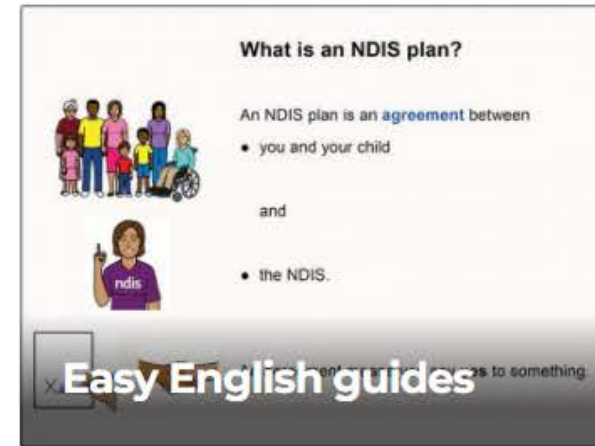 What is an NDIS plan?
An NDIS plan is an agreement between
• you and your child
and
ndis
• the NDIS.
to something.
X
Easy English guides